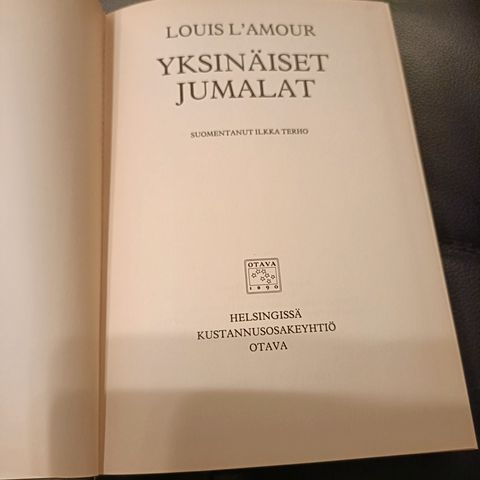 LOUIS L'AMOUR
YKSINÄISET
JUMALAT
SUOMENTANUT ILKKA TERHO
OTAVA
1890
HELSINGISSÄ
KUSTANNUSOSAKEYHTIÖ
OTAVA